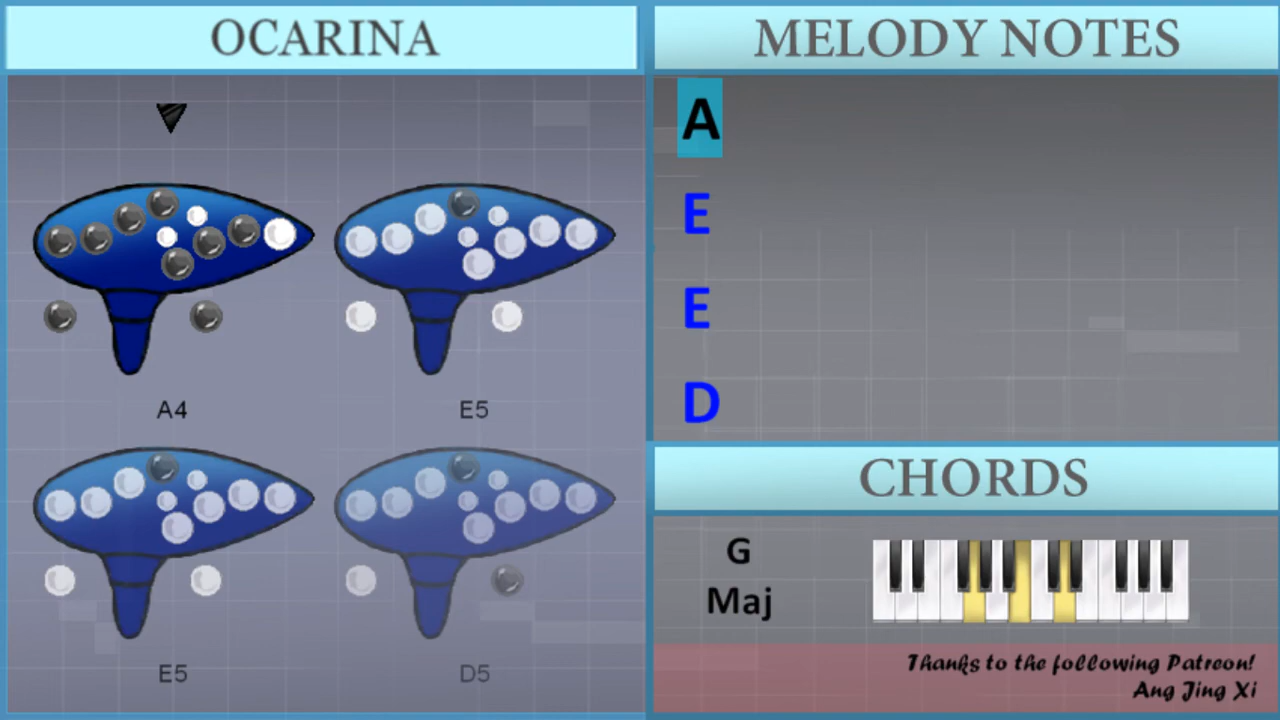 OCARINA
A4
E5
E5
D5
MELODY NOTES
A
E
E
D
CHORDS
G
Maj
Thanks to the following Patreon!
Ang Jing Xi